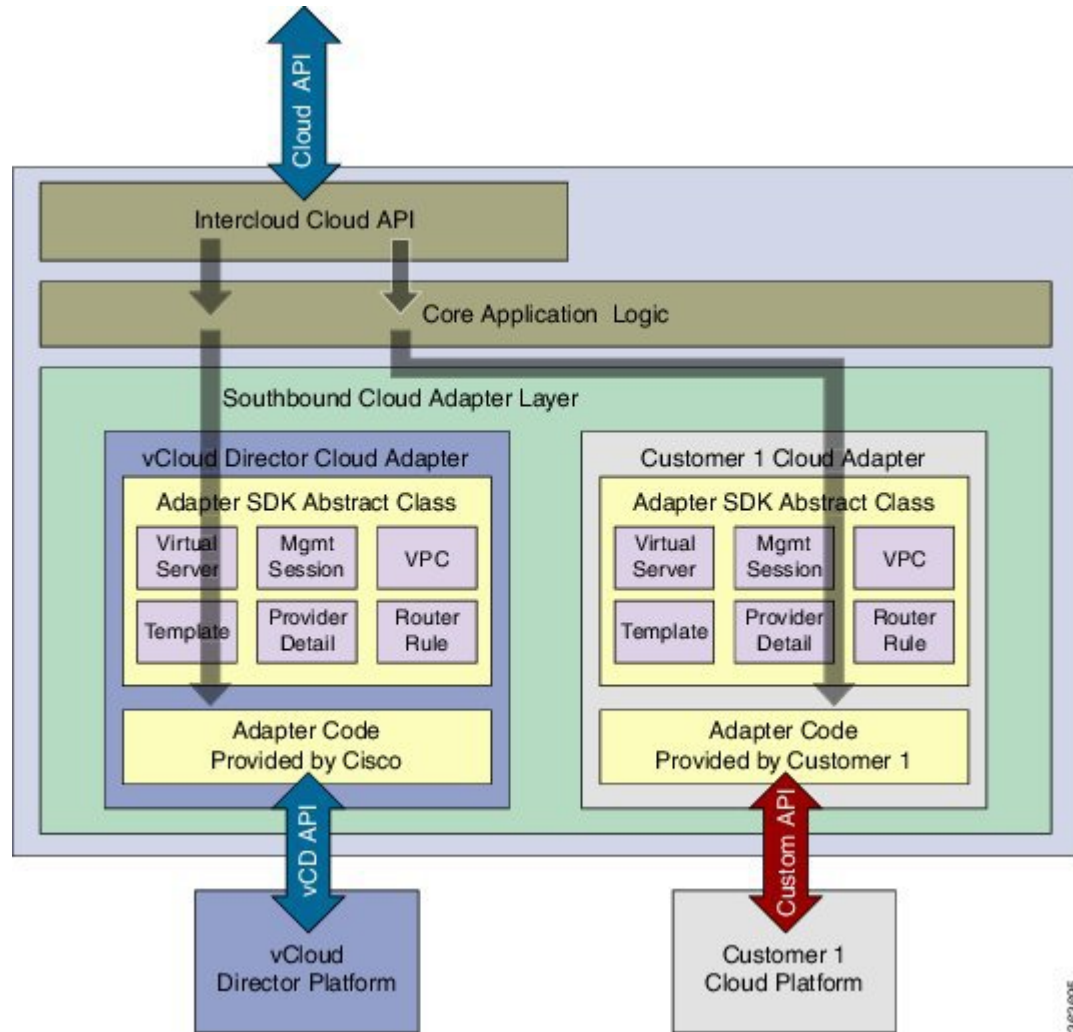 Cloud API
Intercloud Cloud API
Core Application Logic
Southbound Cloud Adapter Layer
vCloud Director Cloud Adapter
Adapter SDK Abstract Class
Virtual
Server
Mgmt
Session
VPC
Template
Provider
Detail
Router
Rule
Adapter Code
Provided by Cisco
vCD API
vCloud
Director Platform
Customer 1 Cloud Adapter
Adapter SDK Abstract Class
Virtual
Server
Mgmt
Session
VPC
Template
Provider
Detail
Router
Rule
Adapter Code
Provided by Customer 1
Custom API
Customer 1
Cloud Platform